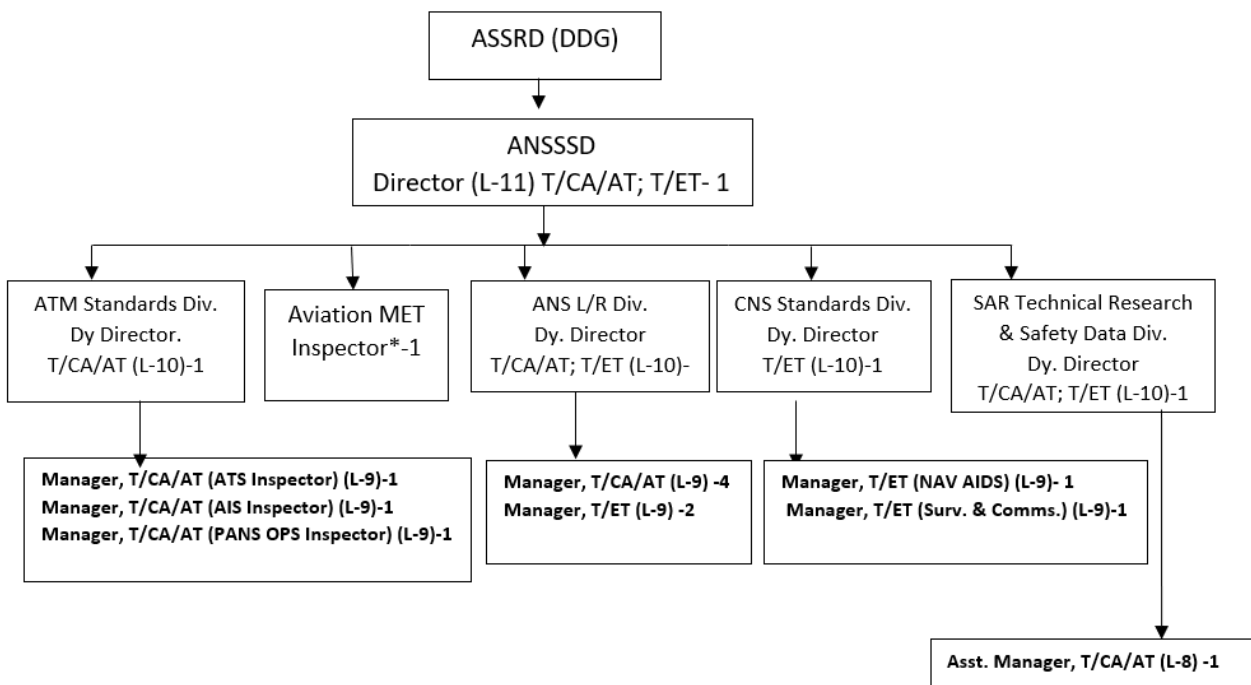 ASSRD (DDG)
ANSSSD
Director (L-11) T/CA/AT; T/ET- 1
ATM Standards Div.
Dy Director.
T/CA/AT (L-10)-1
Aviation MET
Inspector*-1
ANS L/R Div.
Dy. Director
T/CA/AT; T/ET (L-10)-
CNS Standards Div.
Dy. Director
T/ET (L-10)-1
SAR Technical Research
& Safety Data Div.
Dy. Director
T/CA/AT; T/ET (L-10)-1
Manager, T/CA/AT (ATS Inspector) (L-9)-1
Manager, T/CA/AT (AIS Inspector) (L-9)-1
Manager, T/CA/AT (PANS OPS Inspector) (L-9)-1
Manager, T/CA/AT (L-9) -4
Manager, T/ET (L-9) -2
Manager, T/ET (NAV AIDS) (L-9)- 1
Manager, T/ET (Surv. & Comms.) (L-9)-1
Asst. Manager, T/CA/AT (L-8) -1